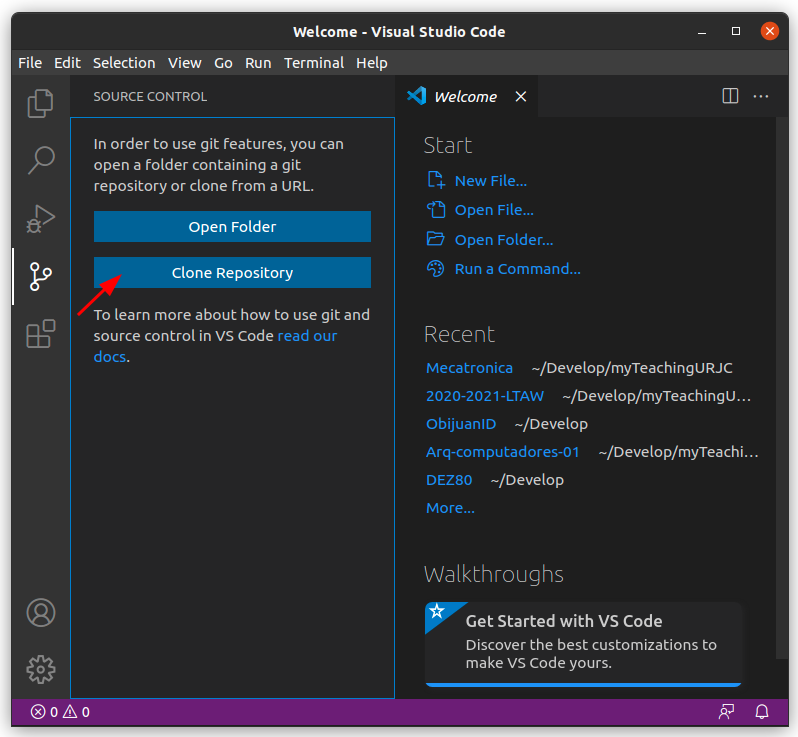 Welcome - Visual Studio Code
File Edit Selection View Go Run Terminal Help
SOURCE CONTROL
In order to use git features, you can
open a folder containing a git
repository or clone from a URL.
Open Folder
Clone Repository
To learn more about how to use git and
source control in VS Code read our
docs.
Welcome
Start
New File...
Open File...
Open Folder...
Run a Command...
Recent
Mecatronica ~/Develop/myTeachingURJC
2020-2021-LTAW ~/Develop/myTeachingU...
ObijuanID ~/Develop
Arq-computadores-01 ~/Develop/myTeachi...
DEZ80 ~/Develop
More...
Walkthroughs
Get Started with VS Code
Discover the best customizations to
make VS Code yours.
0 0